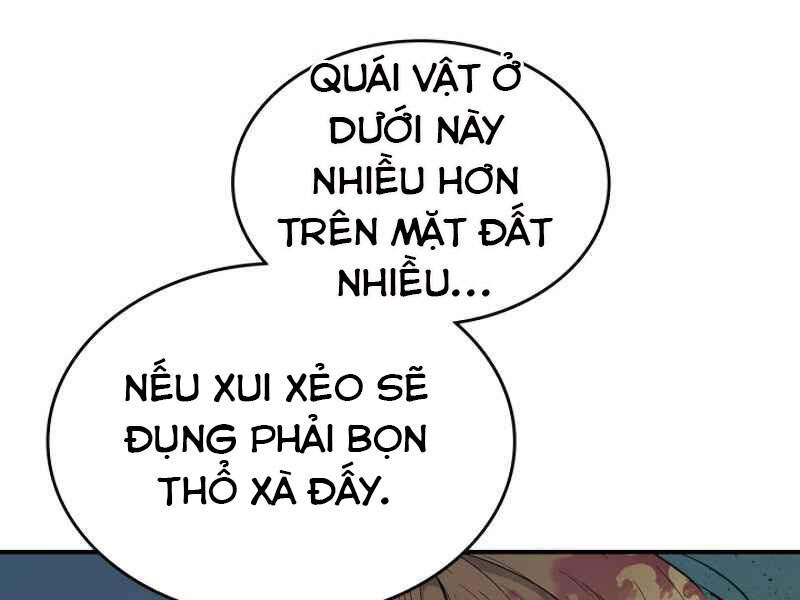 QUÁI VẬT Ở
DƯỚI NÀY
NHIỀU HƠN
TRÊN MẶT ĐẤT
NHIỀU...
NẾU XUI XẺO SẼ
ĐỤNG PHẢI BỌN
THỔ XÀ ĐẤY.